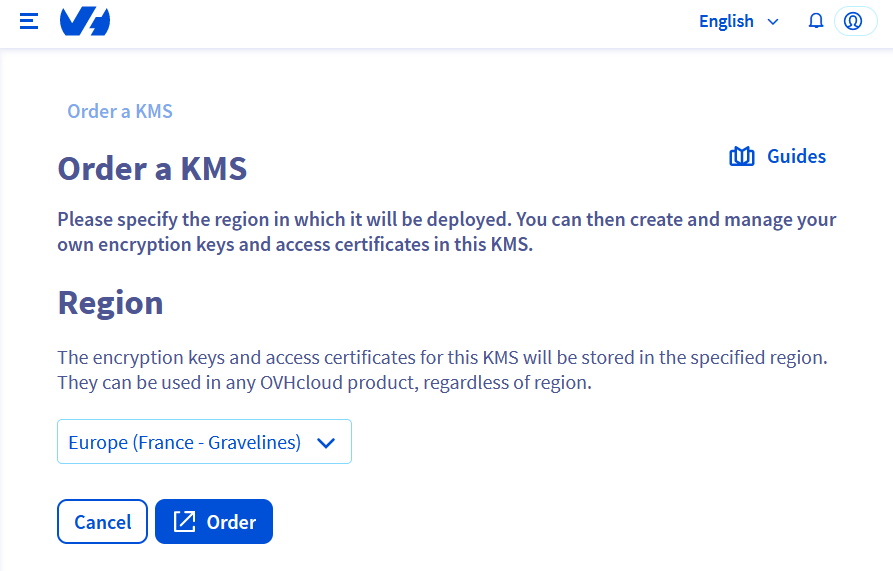 English
Order a KMS
Order a KMS
Guides
Please specify the region in which it will be deployed. You can then create and manage your
own encryption keys and access certificates in this KMS.
Region
The encryption keys and access certificates for this KMS will be stored in the specified region.
They can be used in any OVHcloud product, regardless of region.
Europe (France - Gravelines)
Cancel Order